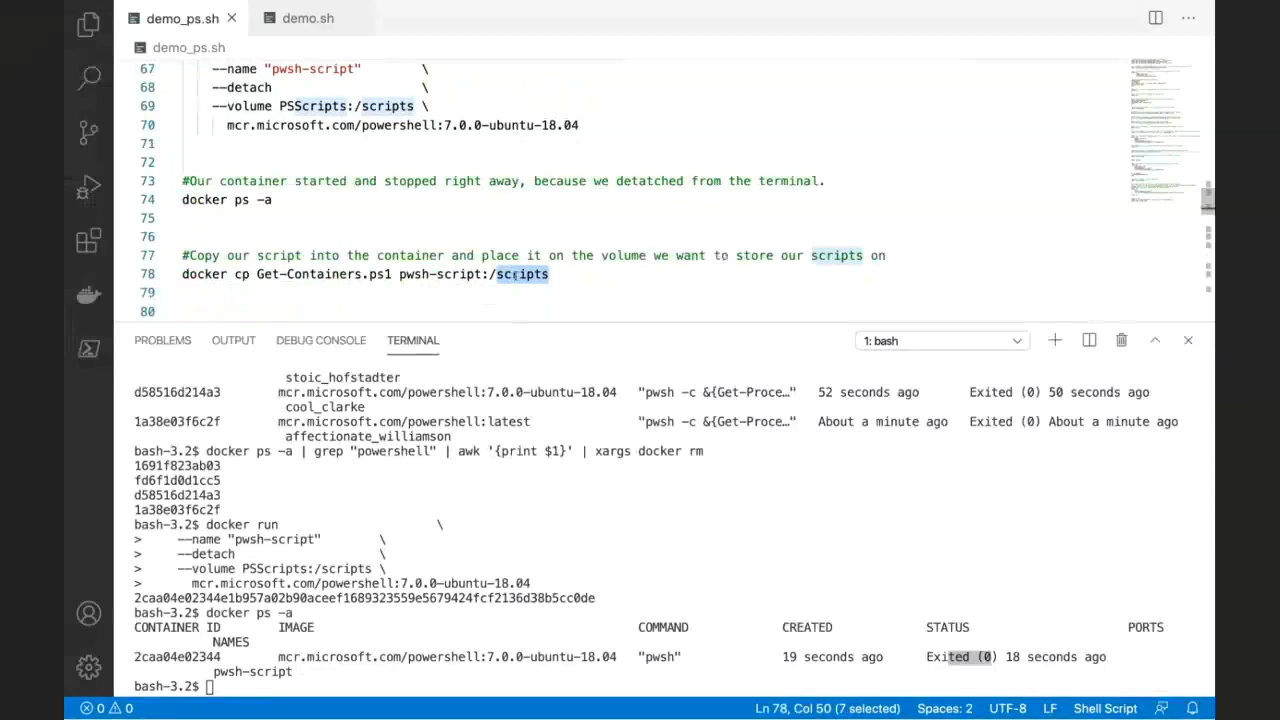 demo_ps.sh demo.sh
demo_ps.sh
67 --name "pwsh-script" \
68 --detach \
69 --volume PSScripts:/scripts
70 mcr.microsoft.com/powershell:7.0.0-ubuntu-18.04
71
72
73 #Our container started and stopped right away, because we detatched from the terminal.
74 docker ps -a
75
76
77 #Copy our script into the container and place it on the volume we want to store our scripts on
78 docker cp Get-Containers.ps1 pwsh-script:/scripts
79
80
PROBLEMS OUTPUT DEBUG CONSOLE TERMINAL 1: bash
stoic_hofstadter
d58516d214a3 mcr.microsoft.com/powershell:7.0.0-ubuntu-18.04 "pwsh -c &{Get-Proce…" 52 seconds ago Exited (0) 50 seconds ago
cool_clarke
1a38e03f6c2f mcr.microsoft.com/powershell:latest "pwsh -c &{Get-Proce…" About a minute ago Exited (0) About a minute ago
affectionate_williamson
bash-3.2$ docker ps -a | grep "powershell" | awk '{print $1}' | xargs docker rm
1691f823ab03
fd6f1d0d1cc5
d58516d214a3
1a38e03f6c2f
bash-3.2$ docker run \
> --name "pwsh-script" \
> --detach \
> --volume PSScripts:/scripts \
> mcr.microsoft.com/powershell:7.0.0-ubuntu-18.04
2caa04e02344e1b957a02b90aceef1689323559e5679424fcf2136d38b5cc0de
bash-3.2$ docker ps -a
CONTAINER ID IMAGE COMMAND CREATED STATUS PORTS
NAMES
2caa04e02344 mcr.microsoft.com/powershell:7.0.0-ubuntu-18.04 "pwsh" 19 seconds ago Exited (0) 18 seconds ago
pwsh-script
bash-3.2$
0 0 Ln 78, Col 50 (7 selected) Spaces: 2 UTF-8 LF Shell Script